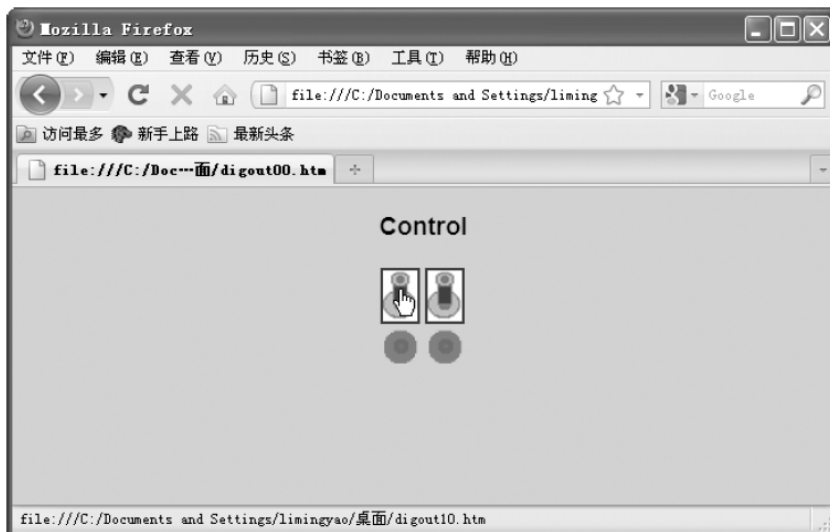 Mozilla Firefox
文件(F) 编辑(E) 查看(V) 历史(S) 书签(B) 工具(T) 帮助(H)
file:///C:/Documents and Settings/liming Google
访问最多 新手上路 最新头条
file:///C:/Doc…面/digout00.htm
Control
file:///C:/Documents and Settings/limingyao/桌面/digout10.htm